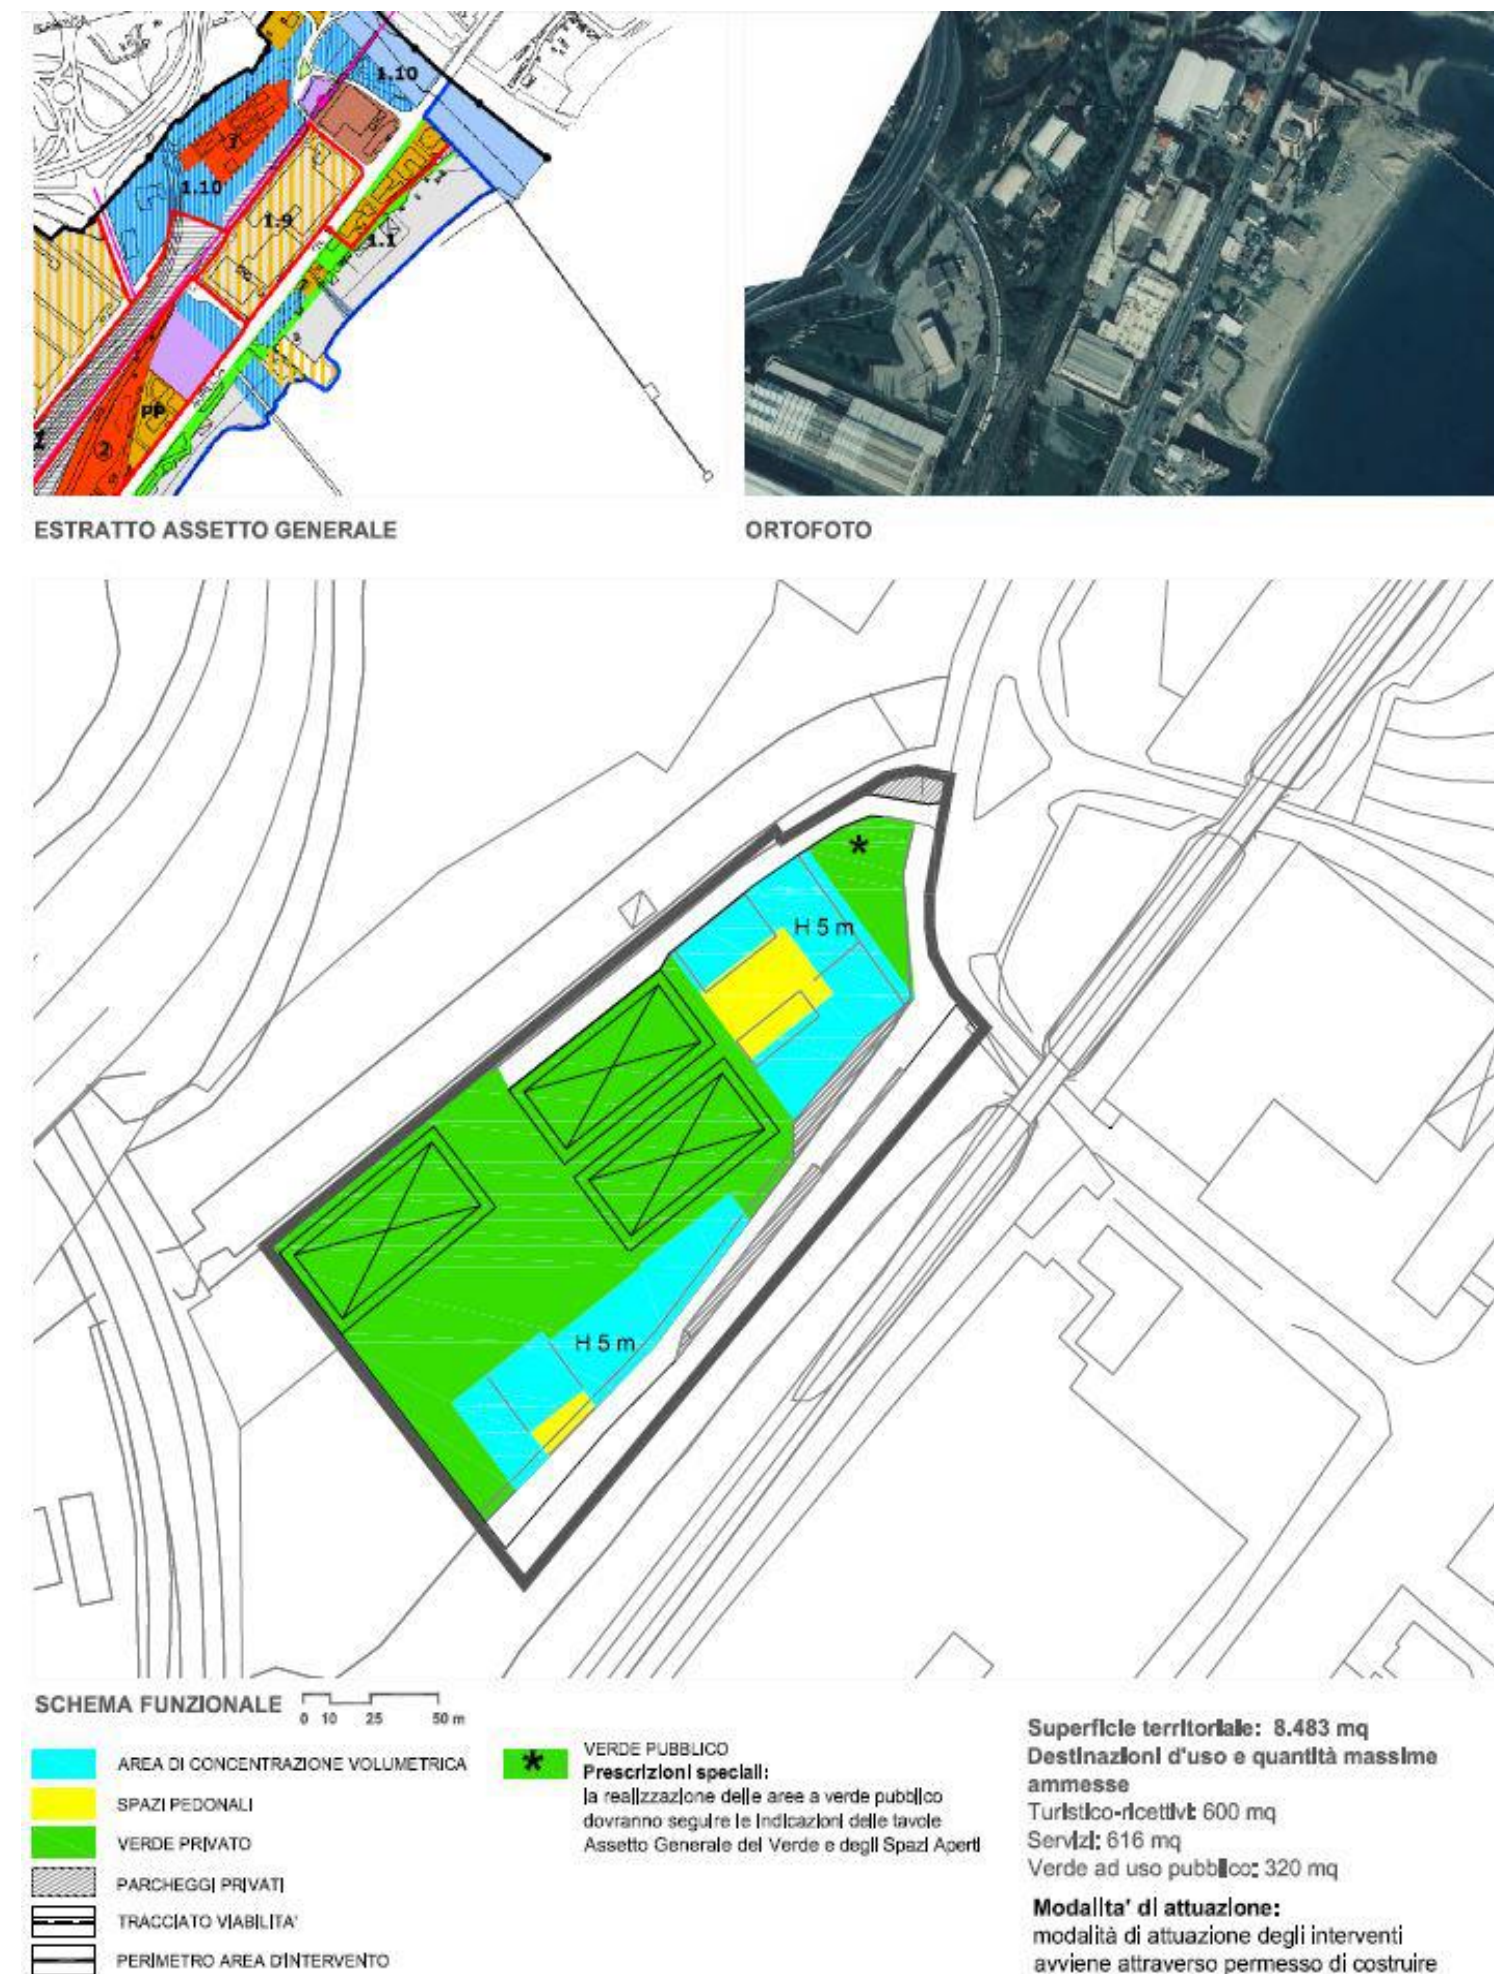 1.10
7
1.10
1.9
1.1
PP
2
1
ESTRATTO ASSETTO GENERALE
ORTOFOTO
*
H 5 m
H 5 m
SCHEMA FUNZIONALE
0 10 25 50 m
AREA DI CONCENTRAZIONE VOLUMETRICA
SPAZI PEDONALI
VERDE PRIVATO
PARCHEGGI PRIVATI
TRACCIATO VIABILITA'
PERIMETRO AREA D'INTERVENTO
*
VERDE PUBBLICO
Prescrizioni speciali:
la realizzazione delle aree a verde pubblico
dovranno seguire le indicazioni delle tavole
Assetto Generale del Verde e degli Spazi Aperti
Superficie territoriale: 8.483 mq
Destinazioni d'uso e quantità massime
ammesse
Turistico-ricettivi: 600 mq
Servizi: 616 mq
Verde ad uso pubblico: 320 mq
Modalita' di attuazione:
modalità di attuazione degli interventi
avviene attraverso permesso di costruire